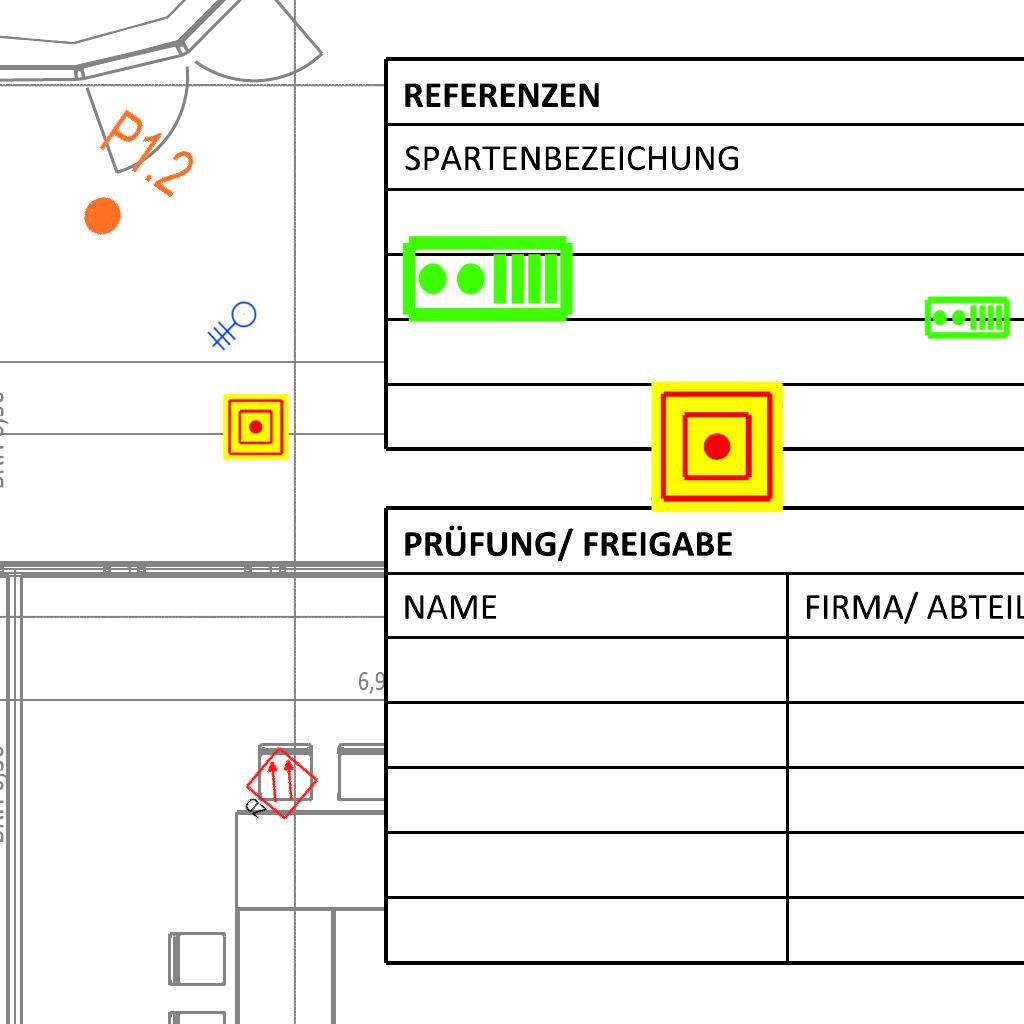 P1.2
REFERENZEN
SPARTENBEZEICHUNG
PRÜFUNG/ FREIGABE
NAME
FIRMA/ ABTEIL
6,9